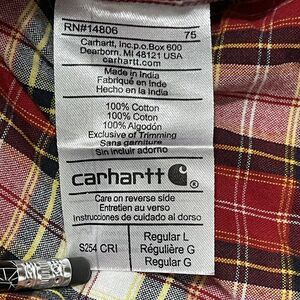 RN#14806 75
Carhartt, Inc.p.o.Box 600
Dearborn, MI 48121 USA
carhartt.com
Made in India
Fabriqué en Inde
Hecho en la India
100% Cotton
100% Coton
100% Algodón
Exclusive of Trimming
Sans garniture
Sin incluir adorno
carhartt ®
Care on reverse side
Entretien au verso
Instrucciones de cuidado al dorso
S254 CRI Regular L
Régulière G
Regular G